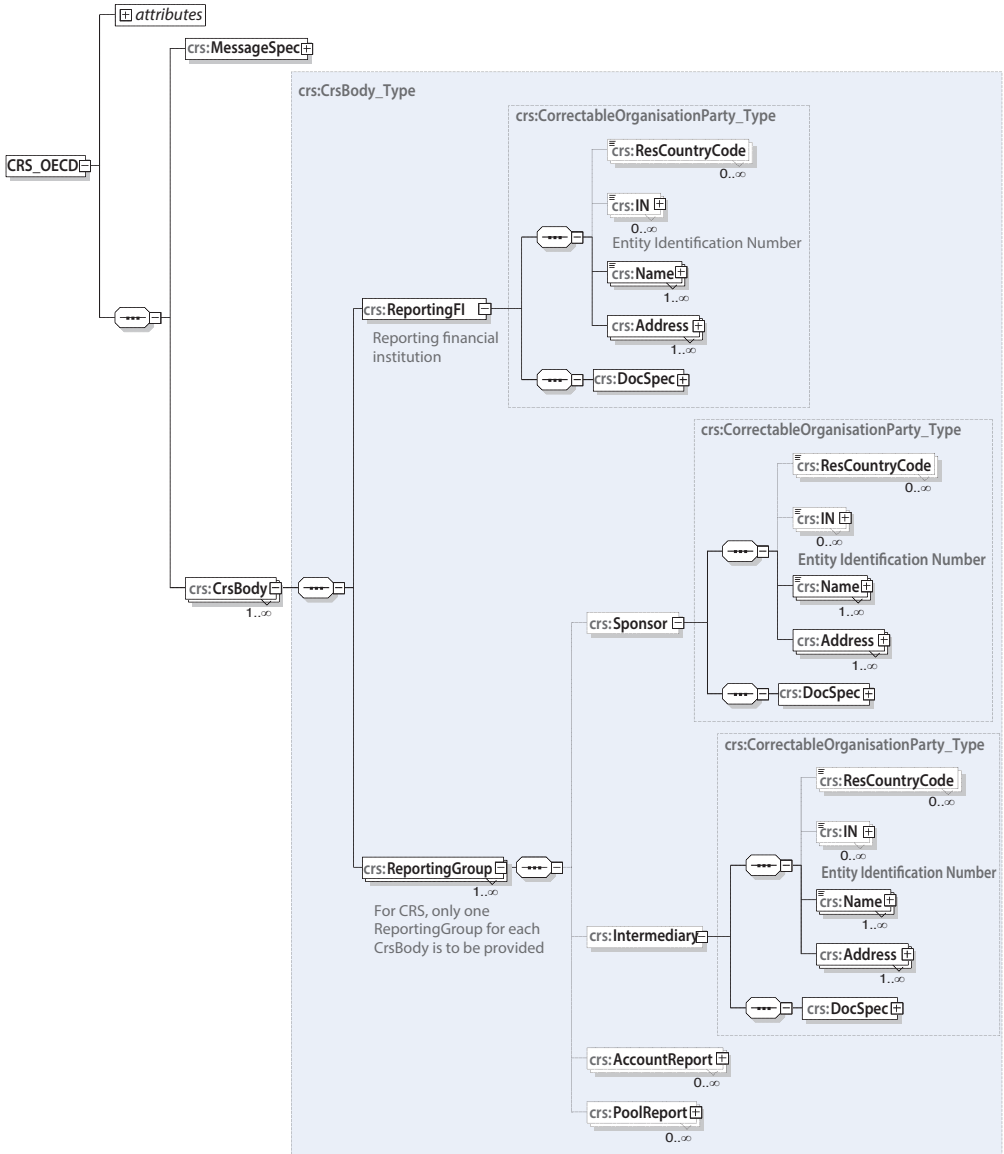 attributes
crs:MessageSpec
crs:CrsBody_Type
crs:CorrectableOrganisationParty_Type
crs:ResCountryCode
0..∞
CRS_OECD
crs:IN
0..∞
Entity Identification Number
crs:Name
1..∞
crs:ReportingFI
crs:Address
1..∞
Reporting financial
institution
crs:DocSpec
crs:CorrectableOrganisationParty_Type
crs:ResCountryCode
0..∞
crs:IN
0..∞
Entity Identification Number
crs:CrsBody
1..∞
crs:Name
1..∞
crs:Sponsor
crs:Address
1..∞
crs:DocSpec
crs:CorrectableOrganisationParty_Type
crs:ResCountryCode
0..∞
crs:IN
0..∞
Entity Identification Number
crs:ReportingGroup
1..∞
For CRS, only one
ReportingGroup for each
CrsBody is to be provided
crs:Name
1..∞
crs:Intermediary
crs:Address
1..∞
crs:DocSpec
crs:AccountReport
0..∞
crs:PoolReport
0..∞